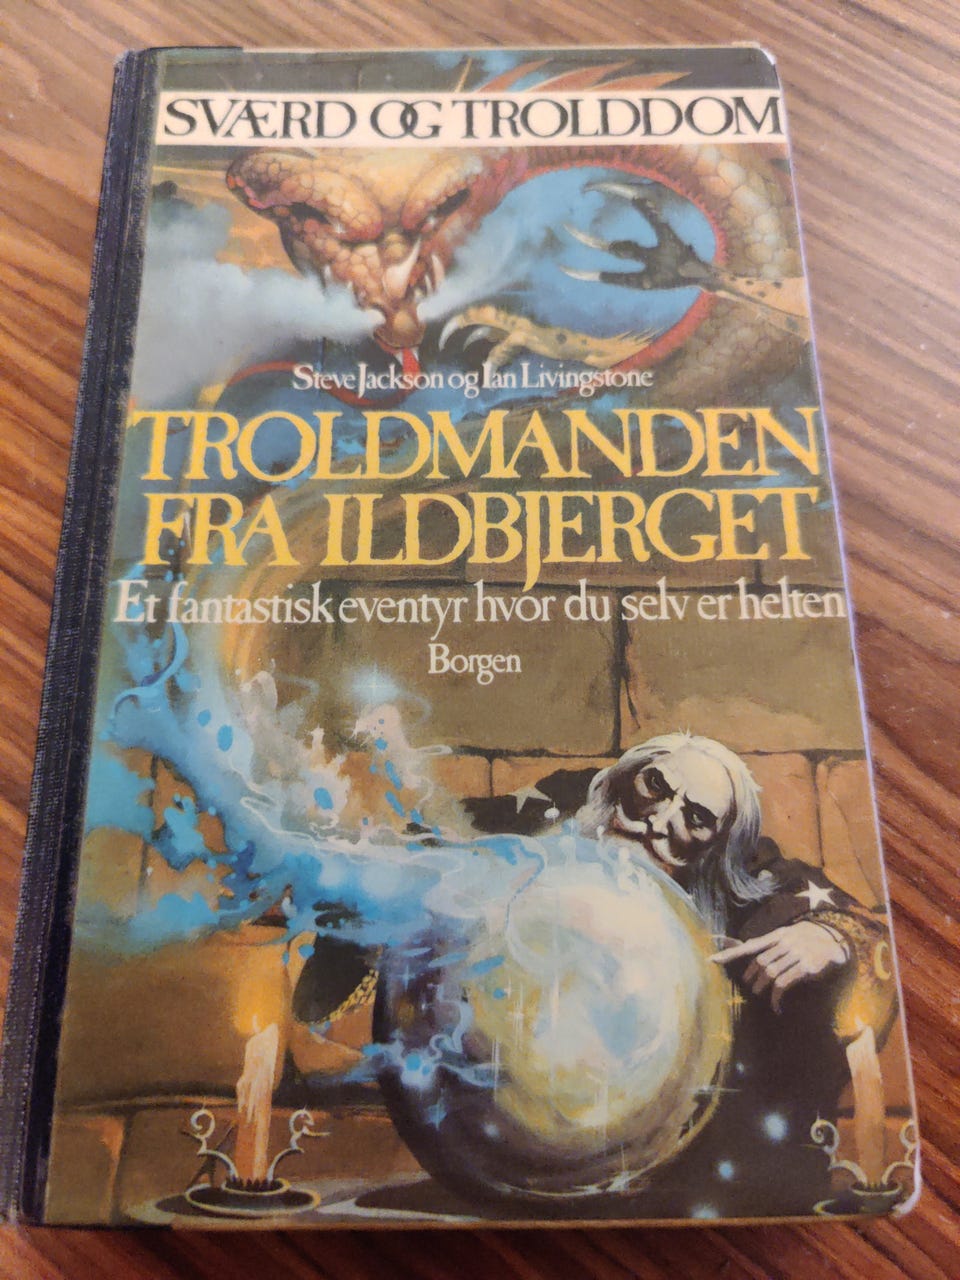 SVÆRD OG TROLDDOM
Steve Jackson og Ian Livingstone
TROLDMANDEN
FRA ILDBJERGET
Et fantastisk eventyr hvor du selv er helten
Borgen